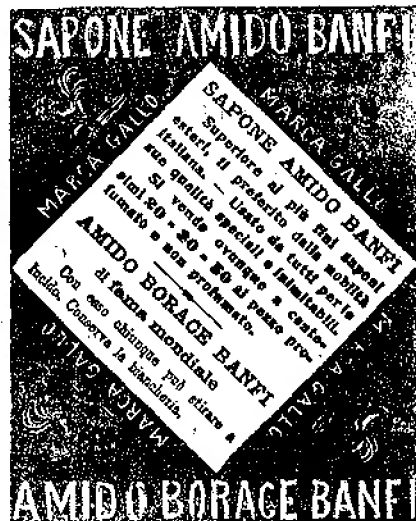 SAPONE AMIDO BANFI
MARCA GALLO
MARCA GALLO
SAPONE AMIDO BANFI
Superiore ai più fini saponi
esteri, il preferito dalla nobiltà
italiana. - Usato da tutti per le
sue qualità speciali e inimitabili.
Si vende ovunque a cente-
simi 20 - 30 - 50 al pezzo pro-
fumato e non profumato.
AMIDO BORACE BANFI
di fama mondiale
Con esso chiunque può stirare a
lucido. Conserva la biancheria.
MARCA GALLO
GALLO
AMIDO BORACE BANFI